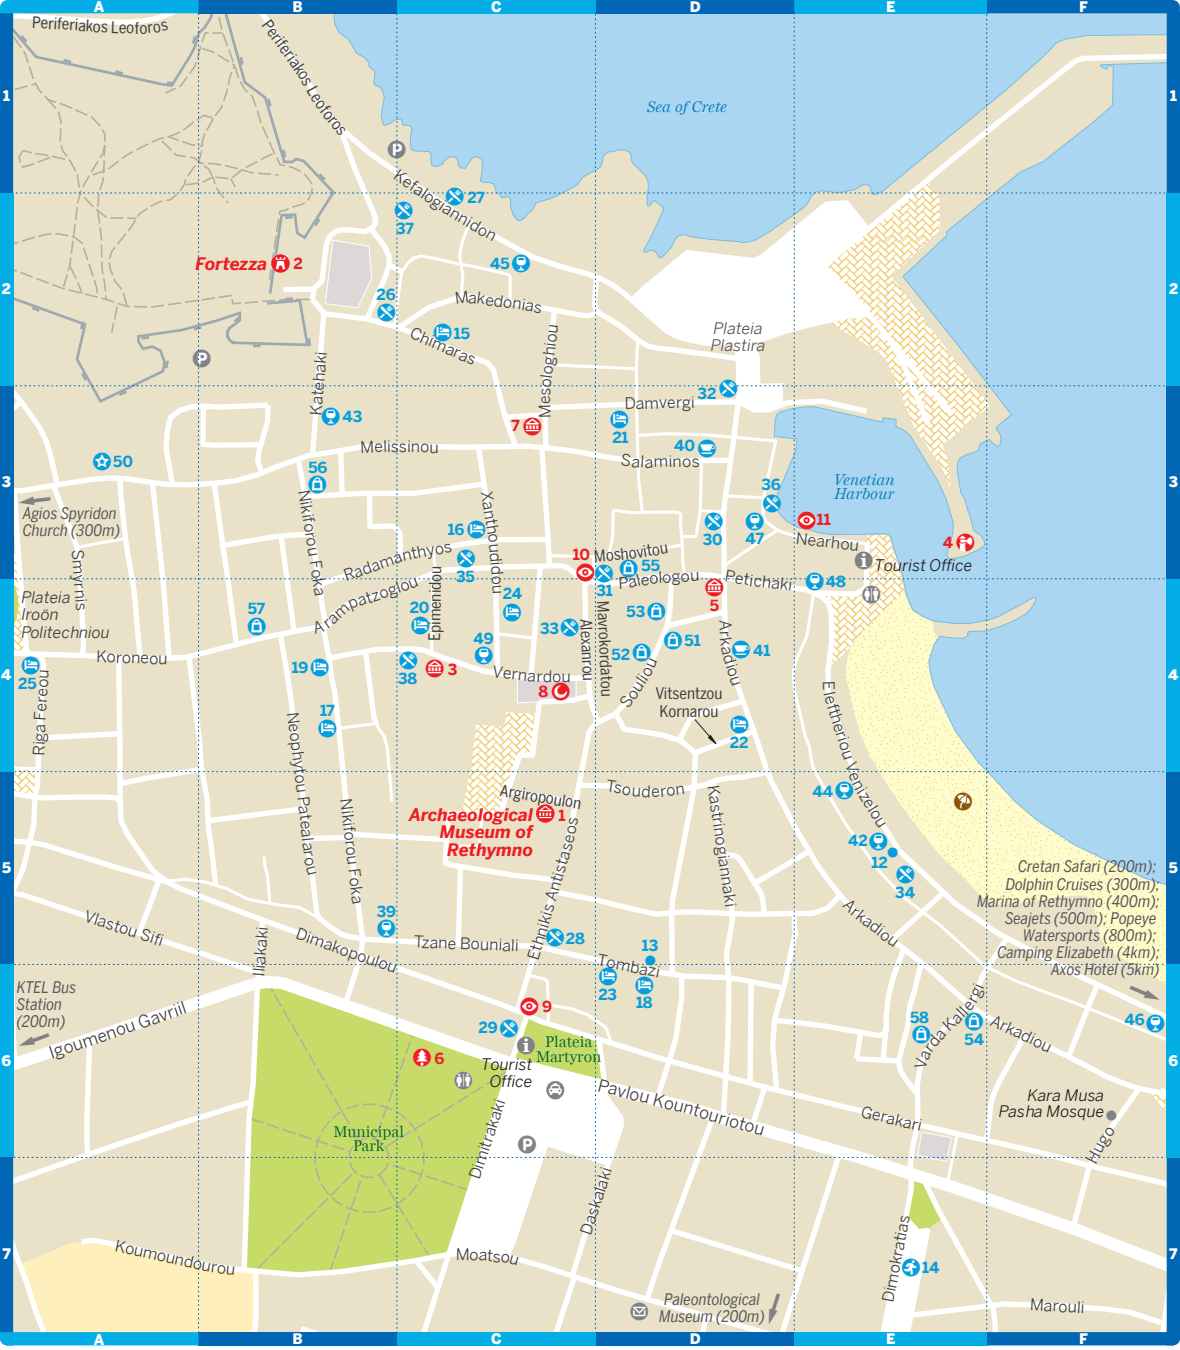 A B C D E F
Periferiakos Leoforos
Periferiakos Leoforos
1
1
Sea of Crete
P
Kefalogiannidon
27
37
Fortezza 2
45
2
2
26
Makedonias
15
Chimaras
Mesologhiou
Plateia
Plastira
P
Katehaki
32
Damvergi
43
7
21
Melissinou
40
Salaminos
50
56
36
Venetian
Harbour
3
3
Agios Spyridon
Church (300m)
Nikiforou Foka
Xanthoudidou
16
30
47
11
Nearhou
4
Smyrnis
Radamanthyos
35
10
Moshovitou
55
i Tourist Office
31
Paleologou
Petichaki
48
5
Arampatzoglou
Epimenidou
24
Plateia
Iroön
Politechniou
57
20
33
Alexanrou
Mavrokordatou
53
51
Arkadiou
41
49
52
Koroneou
25
19
38
3
Vernardou
8
Souliou
4
4
Vitsentzou
Kornarou
Riga Fereou
17
22
Neophytou Patealarou
Eleftheriou Venizelou
Argiropoulon
Tsouderon
44
Archaeological
Museum of
Rethymno
1
Nikiforou Foka
Kastrinogiannaki
Ethnikis Antistaseos
42
12
34
5
5
Cretan Safari (200m);
Dolphin Cruises (300m);
Marina of Rethymno (400m);
Seajets (500m); Popeye
Watersports (800m);
Camping Elizabeth (4km);
Axos Hotel (5km)
Vlastou Sifi
39
Iliakaki
Dimakopoulou
Tzane Bouniali
28
Arkadiou
13
Tombazi
23
18
KTEL Bus
Station
(200m)
Igoumenou Gavriil
9
29
58
Varda Kallergi
54
Arkadiou
46
6
6
6
i
Plateia
Martyron
Tourist
Office
Pavlou Kountouriotou
Kara Musa
Pasha Mosque
Gerakari
Municipal
Park
Dimitrakaki
P
Hugo
Daskalaki
7
7
Koumoundourou
Moatsou
Dimokratias
14
Paleontological
Museum (200m)
Marouli
A B C D E F